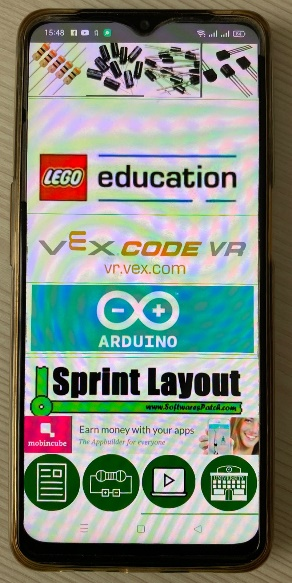 15:48
LEGO education
VEX CODE VR
vr.vex.com
ARDUINO
Sprint Layout
www.SoftwaresPatch.com
Earn money with your apps
mobincube The Appbuilder for everyone